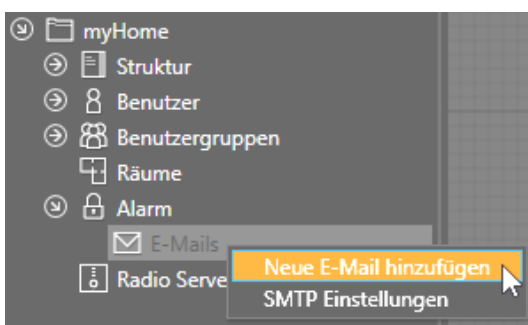 myHome
Struktur
Benutzer
Benutzergruppen
Räume
Alarm
E-Mails
Neue E-Mail hinzufügen
Radio Serve
SMTP Einstellungen